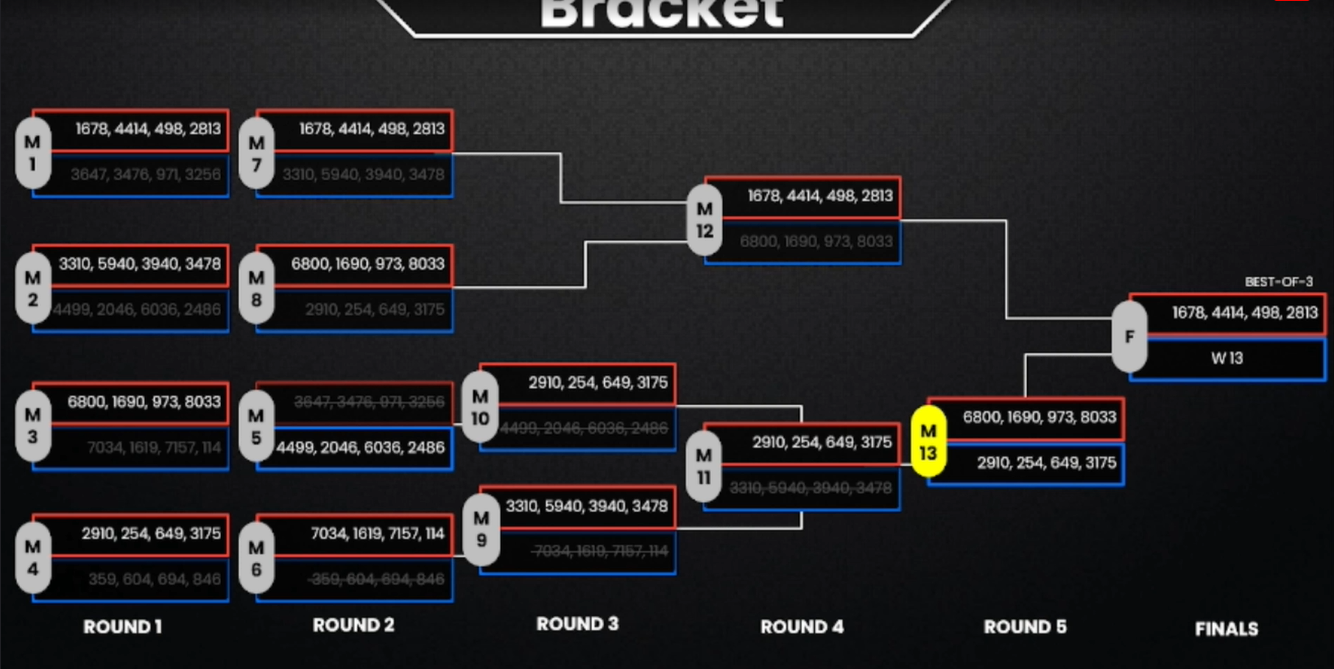 Bracket
M 1
1678, 4414, 498, 2813
3647, 3476, 971, 3256
M 2
3310, 5940, 3940, 3478
4499, 2046, 6036, 2486
M 3
6800, 1690, 973, 8033
7034, 1619, 7157, 114
M 4
2910, 254, 649, 3175
359, 604, 694, 846
ROUND 1
M 7
1678, 4414, 498, 2813
3310, 5940, 3940, 3478
M 8
6800, 1690, 973, 8033
2910, 254, 649, 3175
M 5
3647, 3476, 971, 3256
4499, 2046, 6036, 2486
M 6
7034, 1619, 7157, 114
359, 604, 694, 846
ROUND 2
M 10
2910, 254, 649, 3175
4499, 2046, 6036, 2486
M 9
3310, 5940, 3940, 3478
7034, 1619, 7157, 114
ROUND 3
M 12
1678, 4414, 498, 2813
6800, 1690, 973, 8033
M 11
2910, 254, 649, 3175
3310, 5940, 3940, 3478
ROUND 4
M 13
6800, 1690, 973, 8033
2910, 254, 649, 3175
ROUND 5
BEST-OF-3
F
1678, 4414, 498, 2813
W 13
FINALS